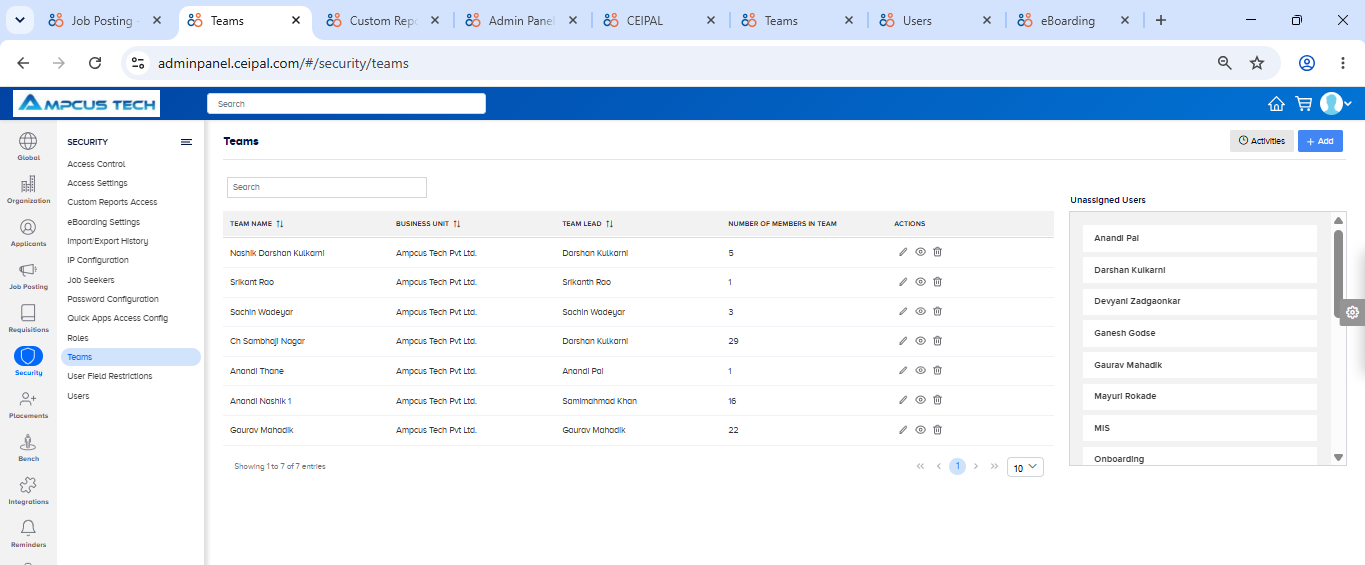 Job Posting -
Teams
Custom Repo
Admin Panel
CEIPAL
Teams
Users
eBoarding
adminpanel.ceipal.com/#/security/teams
AMPCUS TECH
Search
Global
Organization
Applicants
Job Posting
Requisitions
Security
Placements
Bench
Integrations
Reminders
SECURITY
Access Control
Access Settings
Custom Reports Access
eBoarding Settings
Import/Export History
IP Configuration
Job Seekers
Password Configuration
Quick Apps Access Config
Roles
Teams
User Field Restrictions
Users
Teams
Activities
+ Add
Search
TEAM NAME BUSINESS UNIT TEAM LEAD NUMBER OF MEMBERS IN TEAM ACTIONS
Nashik Darshan Kulkarni Ampcus Tech Pvt Ltd. Darshan Kulkarni 5
Srikant Rao Ampcus Tech Pvt Ltd. Srikanth Rao 1
Sachin Wadeyar Ampcus Tech Pvt Ltd. Sachin Wadeyar 3
Ch Sambhaji Nagar Ampcus Tech Pvt Ltd. Darshan Kulkarni 29
Anandi Thane Ampcus Tech Pvt Ltd. Anandi Pal 1
Anandi Nashik 1 Ampcus Tech Pvt Ltd. Samimahmad Khan 16
Gaurav Mahadik Ampcus Tech Pvt Ltd. Gaurav Mahadik 22
Showing 1 to 7 of 7 entries
« ‹ 1 › » 10
Unassigned Users
Anandi Pal
Darshan Kulkarni
Devyani Zadgaonkar
Ganesh Godse
Gaurav Mahadik
Mayuri Rokade
MIS
Onboarding